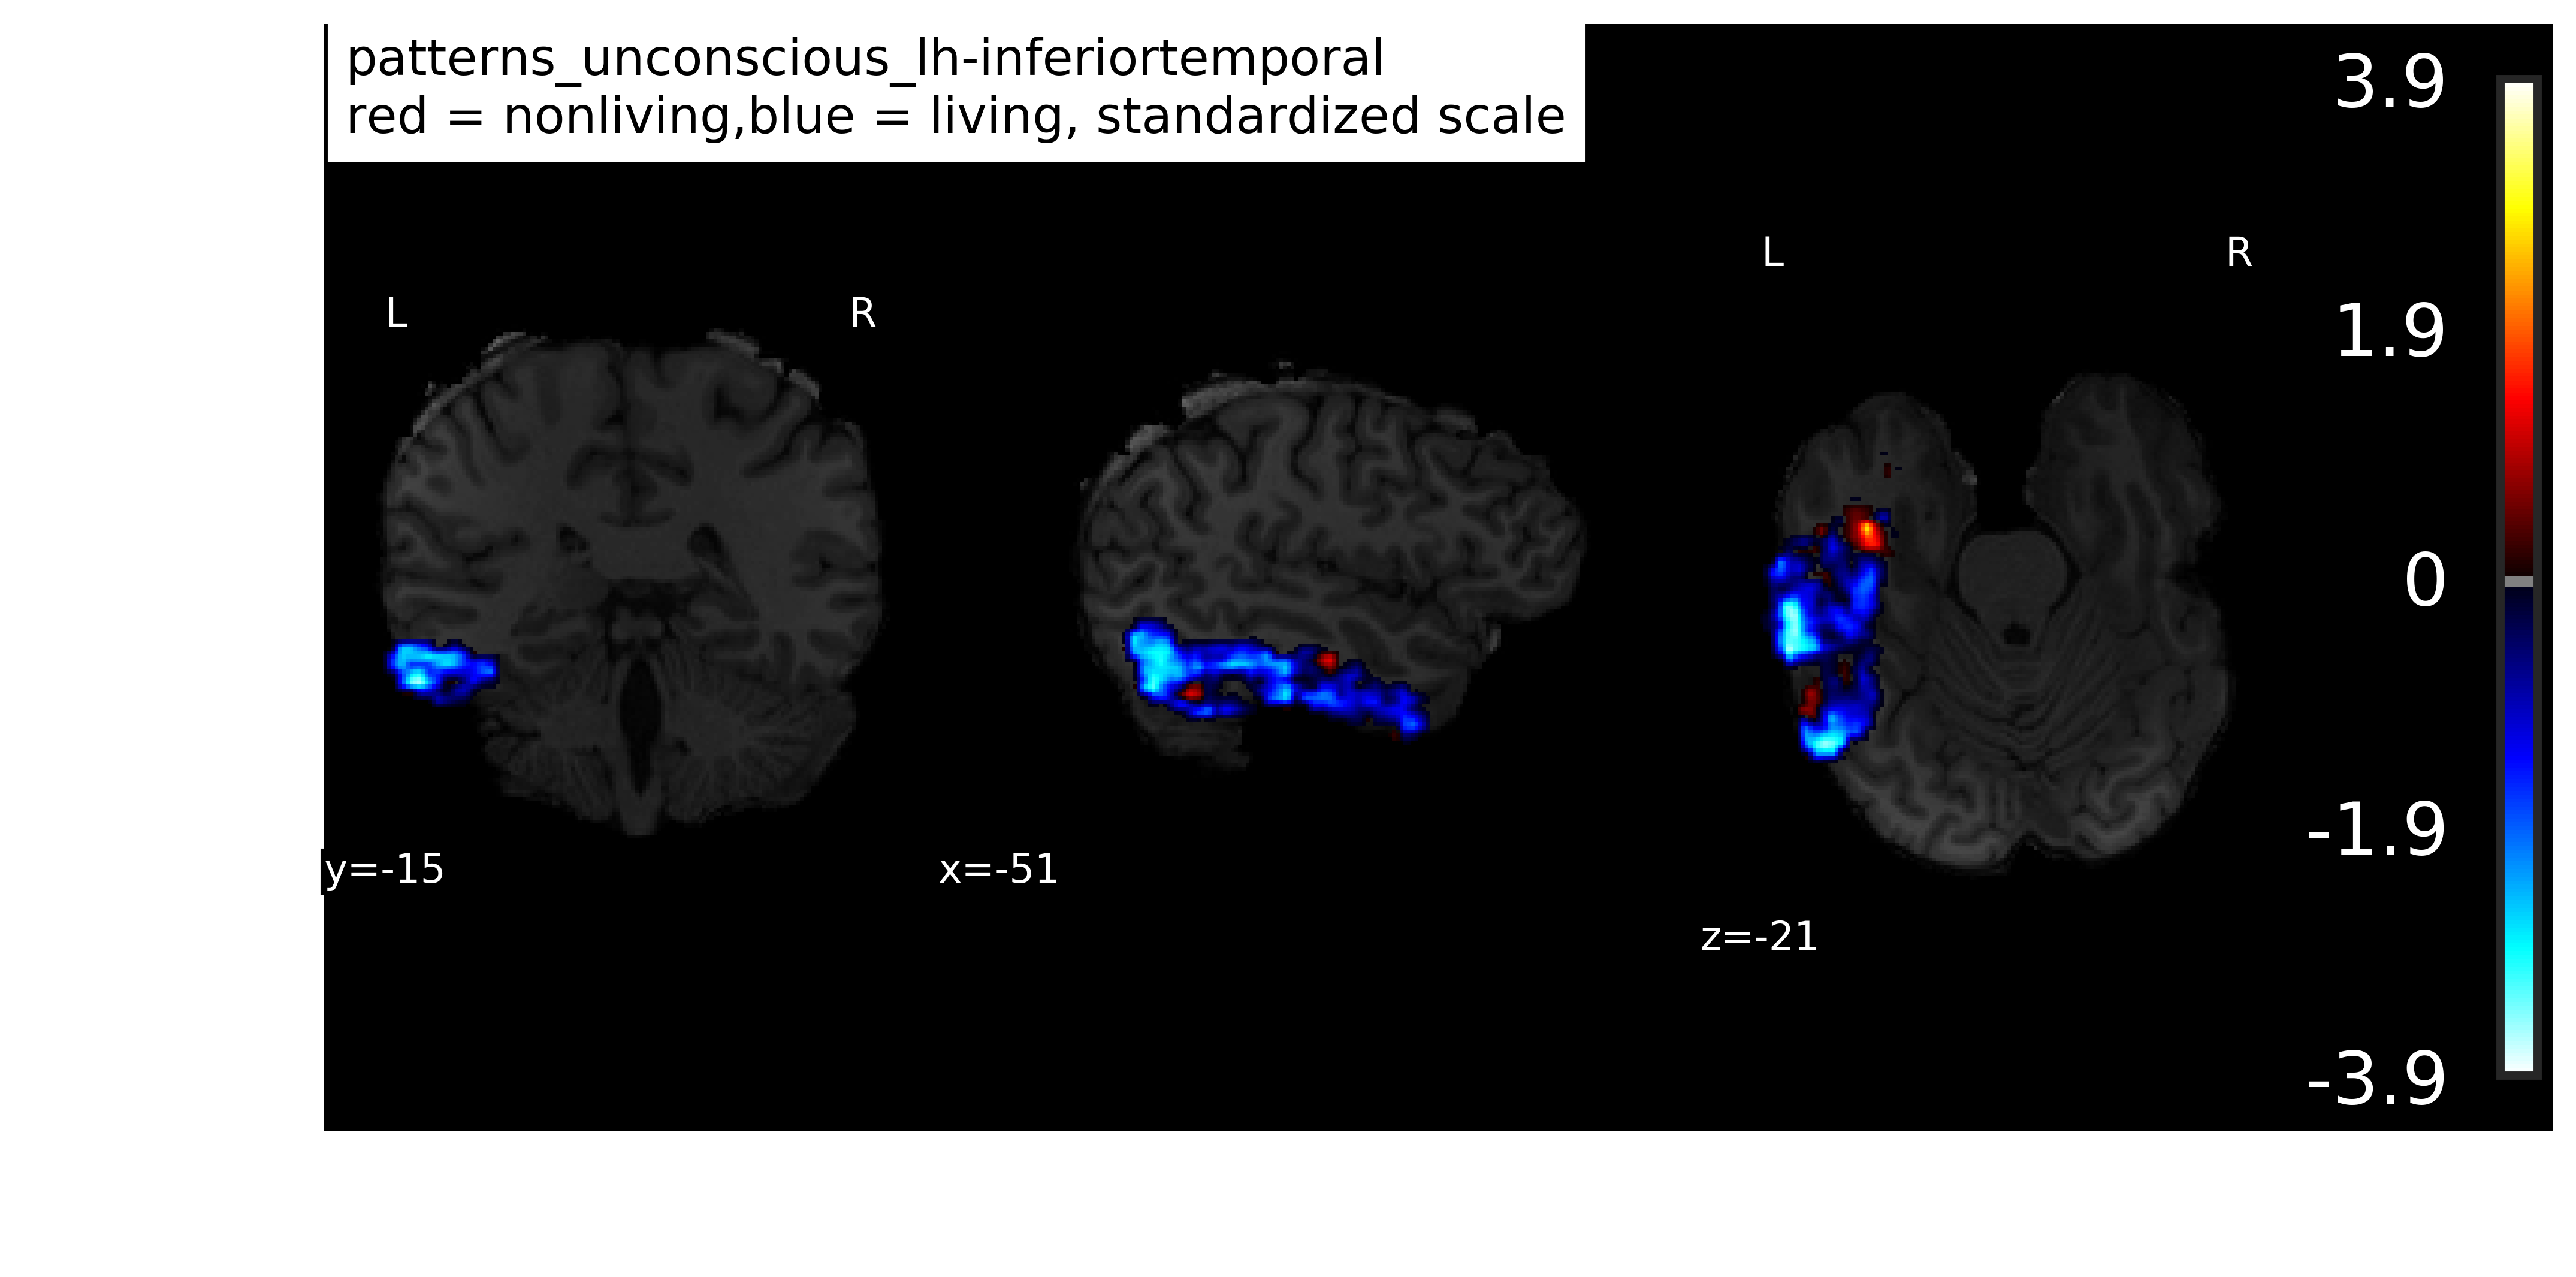 patterns_unconscious_lh-inferiortemporal
red = nonliving,blue = living, standardized scale
L R
L R
y=-15
x=-51
z=-21
3.9
1.9
0
-1.9
-3.9